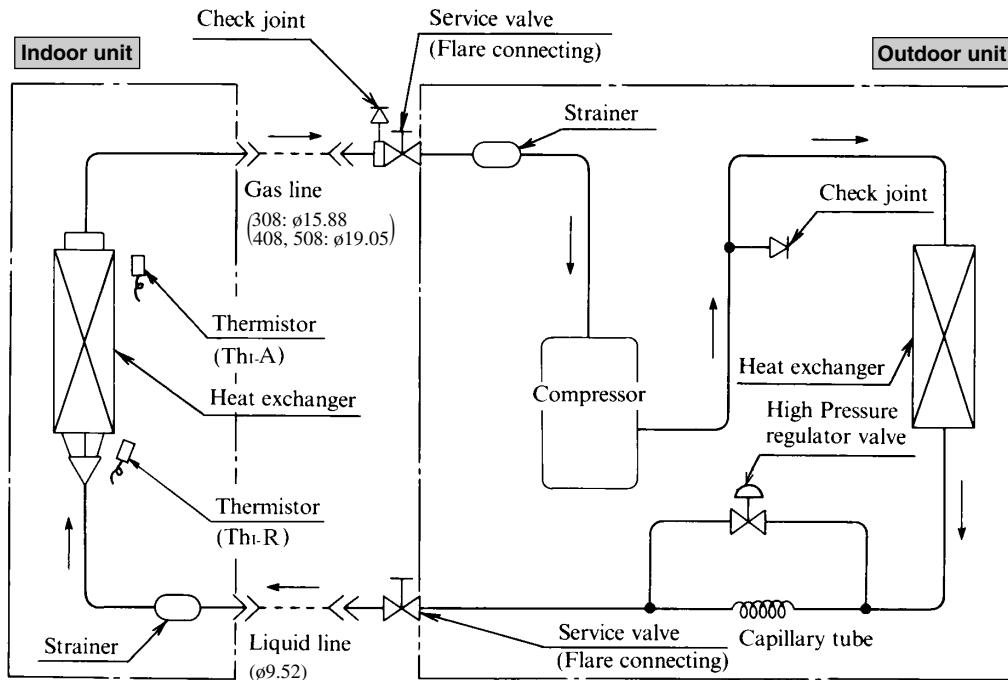 Check joint
Service valve
(Flare connecting)
Indoor unit
Outdoor unit
Strainer
Gas line
(308: ø15.88
408, 508: ø19.05)
Check joint
Thermistor
(ThI-A)
Heat exchanger
Compressor
Heat exchanger
High Pressure
regulator valve
Thermistor
(ThI-R)
Strainer
Liquid line
(ø9.52)
Service valve
(Flare connecting)
Capillary tube